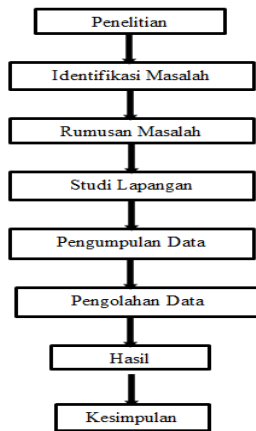 Penelitian
Identifikasi Masalah
Rumusan Masalah
Studi Lapangan
Pengumpulan Data
Pengolahan Data
Hasil
Kesimpulan